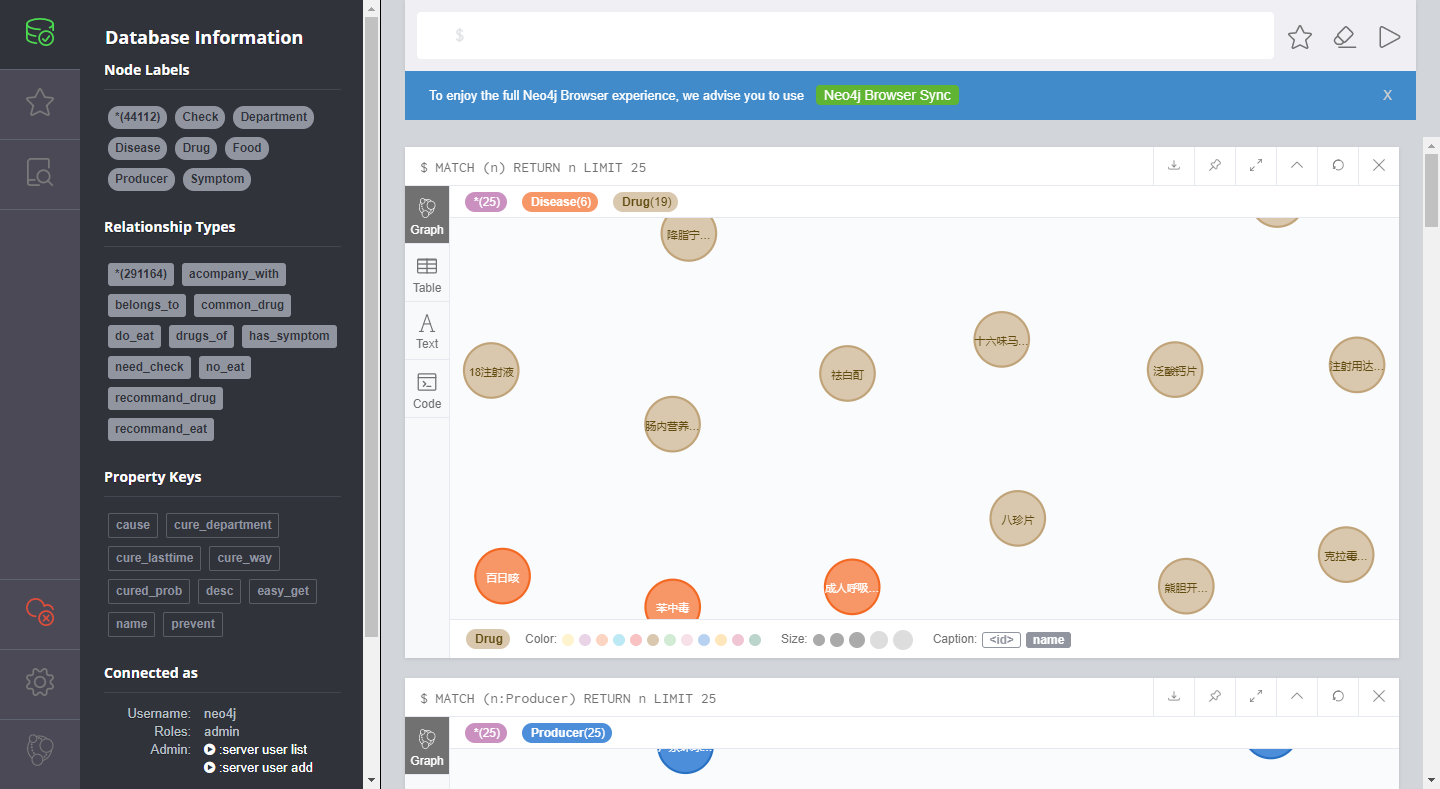 Database Information
Node Labels
*(44112) Check Department
Disease Drug Food
Producer Symptom
Relationship Types
*(291164) acompany_with
belongs_to common_drug
do_eat drugs_of has_symptom
need_check no_eat
recommand_drug
recommand_eat
Property Keys
cause cure_department
cure_lasttime cure_way
cured_prob desc easy_get
name prevent
Connected as
Username: neo4j
Roles: admin
Admin: :server user list
:server user add
$
To enjoy the full Neo4j Browser experience, we advise you to use Neo4j Browser Sync X
$ MATCH (n) RETURN n LIMIT 25
Graph
Table
Text
Code
*(25) Disease(6) Drug(19)
降脂宁...
十六味马...
18注射液
祛白酊
泛酸钙片
注射用达...
肠内营养...
八珍片
克拉霉...
百日咳
苯中毒
成人呼吸...
熊胆开...
Drug Color: Size: Caption: <id> name
$ MATCH (n:Producer) RETURN n LIMIT 25
Graph
*(25) Producer(25)